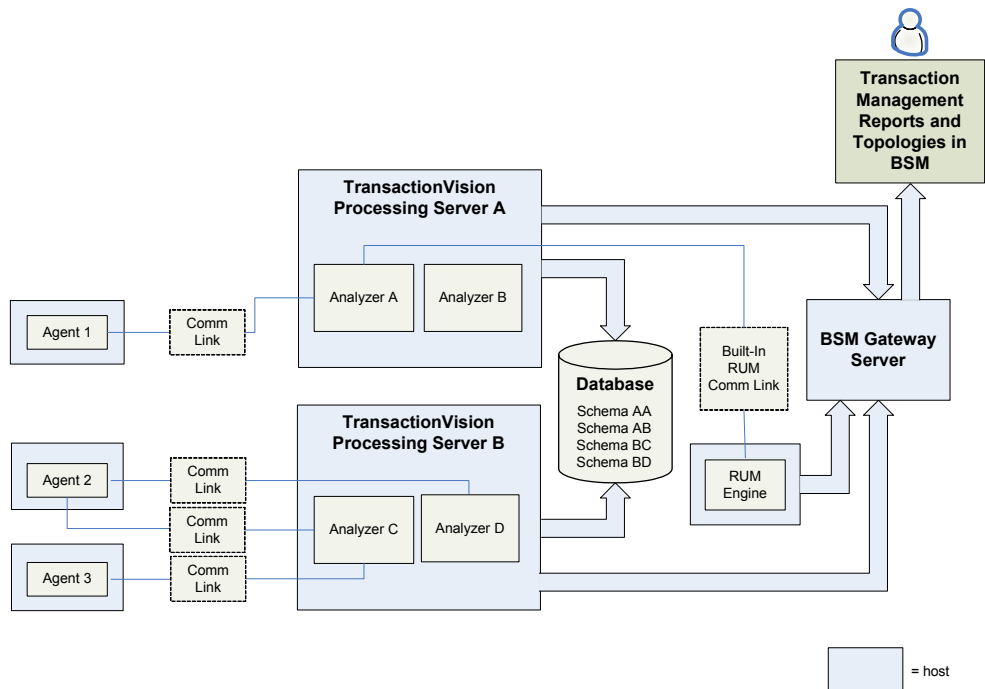 Transaction
Management
Reports and
Topologies in
BSM
TransactionVision
Processing Server A
Analyzer A
Analyzer B
Agent 1
Comm
Link
Built-In
RUM
Comm Link
BSM Gateway
Server
Database
Schema AA
Schema AB
Schema BC
Schema BD
TransactionVision
Processing Server B
Agent 2
Comm
Link
Comm
Link
Analyzer C
Analyzer D
RUM
Engine
Agent 3
Comm
Link
= host